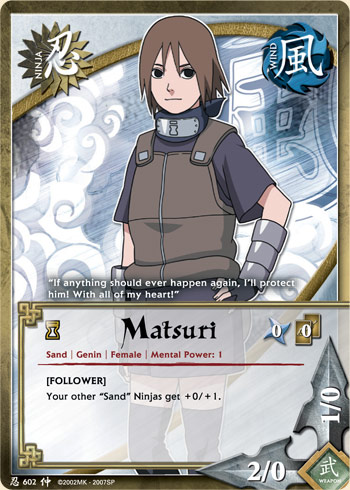 忍
NINJA
WIND
風
"If anything should ever happen again, I'll protect
him! With all of my heart!"
Matsuri
0
0
Sand | Genin | Female | Mental Power: 1
[FOLLOWER]
Your other "Sand" Ninjas get +0/+1.
1/0
2/0
武
WEAPON
忍 602 仲 ©2002MK - 2007SP